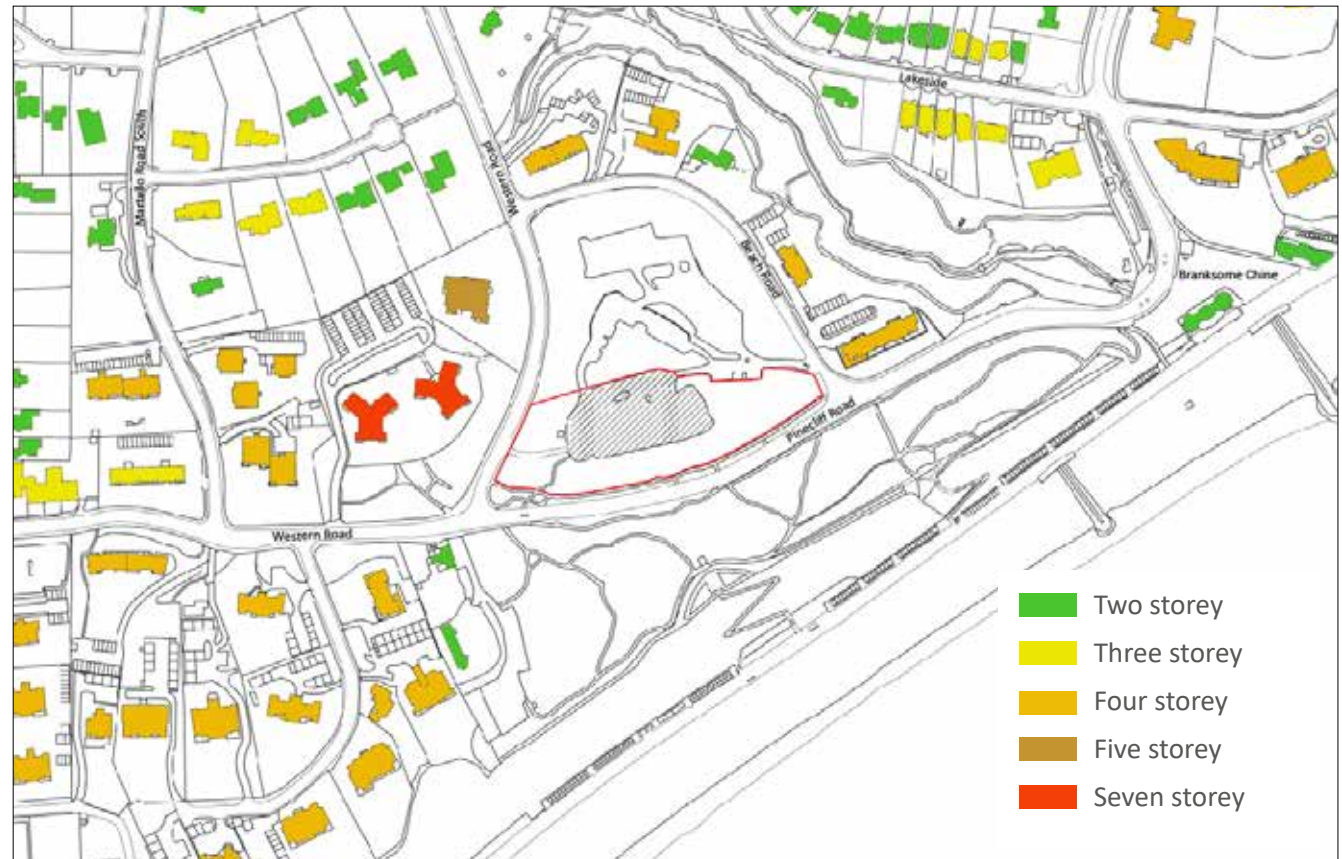 Lakeside
Martello Road South
Western Road
Beach Road
Branksome Chine
Pinecliff Road
Western Road
Two storey
Three storey
Four storey
Five storey
Seven storey